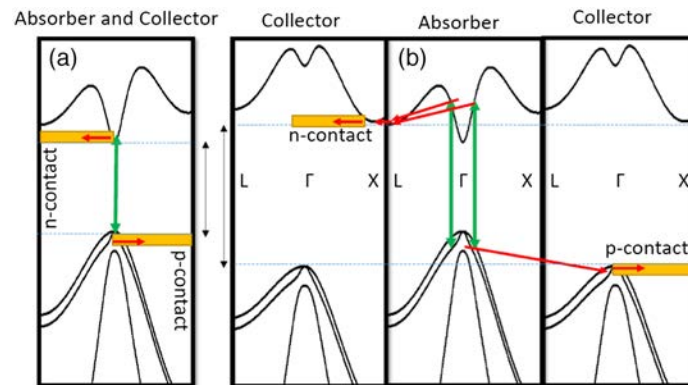 Absorber and Collector
Collector
Absorber
Collector
(a)
(b)
n-contact
L Γ X
L Γ X
L Γ X
n-contact
p-contact
p-contact